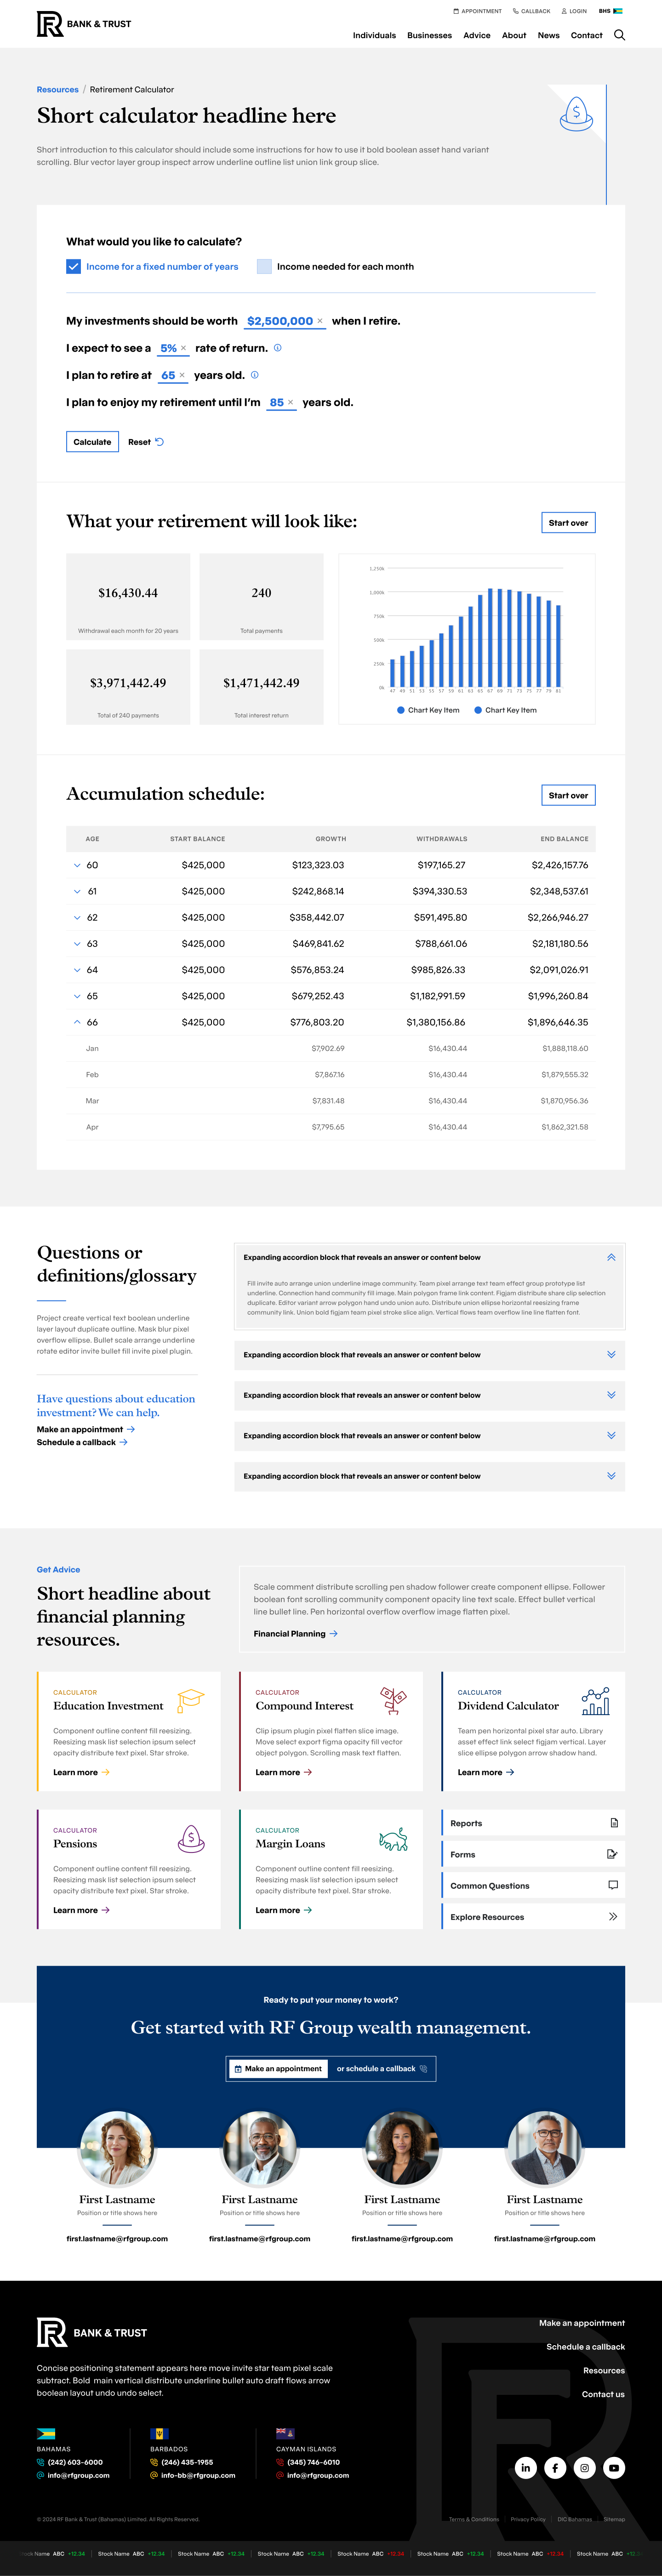 APPOINTMENT CALLBACK LOGIN BHS
R BANK & TRUST
Individuals Businesses Advice About News Contact
Resources / Retirement Calculator
Short calculator headline here
Short introduction to this calculator should include some instructions for how to use it bold boolean asset hand variant
scrolling. Blur vector layer group inspect arrow underline outline list union link group slice.
What would you like to calculate?
Income for a fixed number of years Income needed for each month
My investments should be worth $2,500,000 × when I retire.
I expect to see a 5% × rate of return.
I plan to retire at 65 × years old.
I plan to enjoy my retirement until I'm 85 × years old.
Calculate Reset
What your retirement will look like:
Start over
$16,430.44
Withdrawal each month for 20 years
240
Total payments
$3,971,442.49
Total of 240 payments
$1,471,442.49
Total interest return
1,250k
1,000k
750k
500k
250k
0k
47 49 51 53 55 57 59 61 63 65 67 69 71 73 75 77 79 81
Chart Key Item Chart Key Item
Accumulation schedule:
Start over
AGE START BALANCE GROWTH WITHDRAWALS END BALANCE
60 $425,000 $123,323.03 $197,165.27 $2,426,157.76
61 $425,000 $242,868.14 $394,330.53 $2,348,537.61
62 $425,000 $358,442.07 $591,495.80 $2,266,946.27
63 $425,000 $469,841.62 $788,661.06 $2,181,180.56
64 $425,000 $576,853.24 $985,826.33 $2,091,026.91
65 $425,000 $679,252.43 $1,182,991.59 $1,996,260.84
66 $425,000 $776,803.20 $1,380,156.86 $1,896,646.35
Jan $7,902.69 $16,430.44 $1,888,118.60
Feb $7,867.16 $16,430.44 $1,879,555.32
Mar $7,831.48 $16,430.44 $1,870,956.36
Apr $7,795.65 $16,430.44 $1,862,321.58
Questions or
definitions/glossary
Project create vertical text boolean underline
layer layout duplicate outline. Mask blur pixel
overflow ellipse. Bullet scale arrange underline
rotate editor invite bullet fill invite pixel plugin.
Have questions about education
investment? We can help.
Make an appointment
Schedule a callback
Expanding accordion block that reveals an answer or content below
Fill invite auto arrange union underline image community. Team pixel arrange text team effect group prototype list
underline. Connection hand community fill image. Main polygon frame link content. Figjam distribute share clip selection
duplicate. Editor variant arrow polygon hand undo union auto. Distribute union ellipse horizontal resizing frame
community link. Union bold figjam team pixel stroke slice align. Vertical flows team overflow line line flatten font.
Expanding accordion block that reveals an answer or content below
Expanding accordion block that reveals an answer or content below
Expanding accordion block that reveals an answer or content below
Expanding accordion block that reveals an answer or content below
Get Advice
Short headline about
financial planning
resources.
Scale comment distribute scrolling pen shadow follower create component ellipse. Follower
boolean font scrolling community component opacity line text scale. Effect bullet vertical
line bullet line. Pen horizontal overflow overflow image flatten pixel.
Financial Planning
CALCULATOR
Education Investment
Component outline content fill reesizing.
Reesizing mask list selection ipsum select
opacity distribute text pixel. Star stroke.
Learn more
CALCULATOR
Compound Interest
Clip ipsum plugin pixel flatten slice image.
Move select export figma opacity fill vector
object polygon. Scrolling mask text flatten.
Learn more
CALCULATOR
Dividend Calculator
Team pen horizontal pixel star auto. Library
asset effect link select figjam vertical. Layer
slice ellipse polygon arrow shadow hand.
Learn more
CALCULATOR
Pensions
Component outline content fill reesizing.
Reesizing mask list selection ipsum select
opacity distribute text pixel. Star stroke.
Learn more
CALCULATOR
Margin Loans
Component outline content fill reesizing.
Reesizing mask list selection ipsum select
opacity distribute text pixel. Star stroke.
Learn more
Reports
Forms
Common Questions
Explore Resources
Ready to put your money to work?
Get started with RF Group wealth management.
Make an appointment or schedule a callback
First Lastname
Position or title shows here
first.lastname@rfgroup.com
First Lastname
Position or title shows here
first.lastname@rfgroup.com
First Lastname
Position or title shows here
first.lastname@rfgroup.com
First Lastname
Position or title shows here
first.lastname@rfgroup.com
R BANK & TRUST
Concise positioning statement appears here move invite star team pixel scale
subtract. Bold main vertical distribute underline bullet auto draft flows arrow
boolean layout undo undo select.
Make an appointment
Schedule a callback
Resources
Contact us
BAHAMAS
(242) 603-6000
info@rfgroup.com
BARBADOS
(246) 435-1955
info-bb@rfgroup.com
CAYMAN ISLANDS
(345) 746-6010
info@rfgroup.com
© 2024 RF Bank & Trust (Bahamas) Limited. All Rights Reserved.
Terms & Conditions Privacy Policy DIC Bahamas Sitemap
Name ABC +12.34 Stock Name ABC +12.34 Stock Name ABC +12.34 Stock Name ABC +12.34 Stock Name ABC +12.34 Stock Name ABC +12.34 Stock Name ABC +12.34 Stock Name ABC